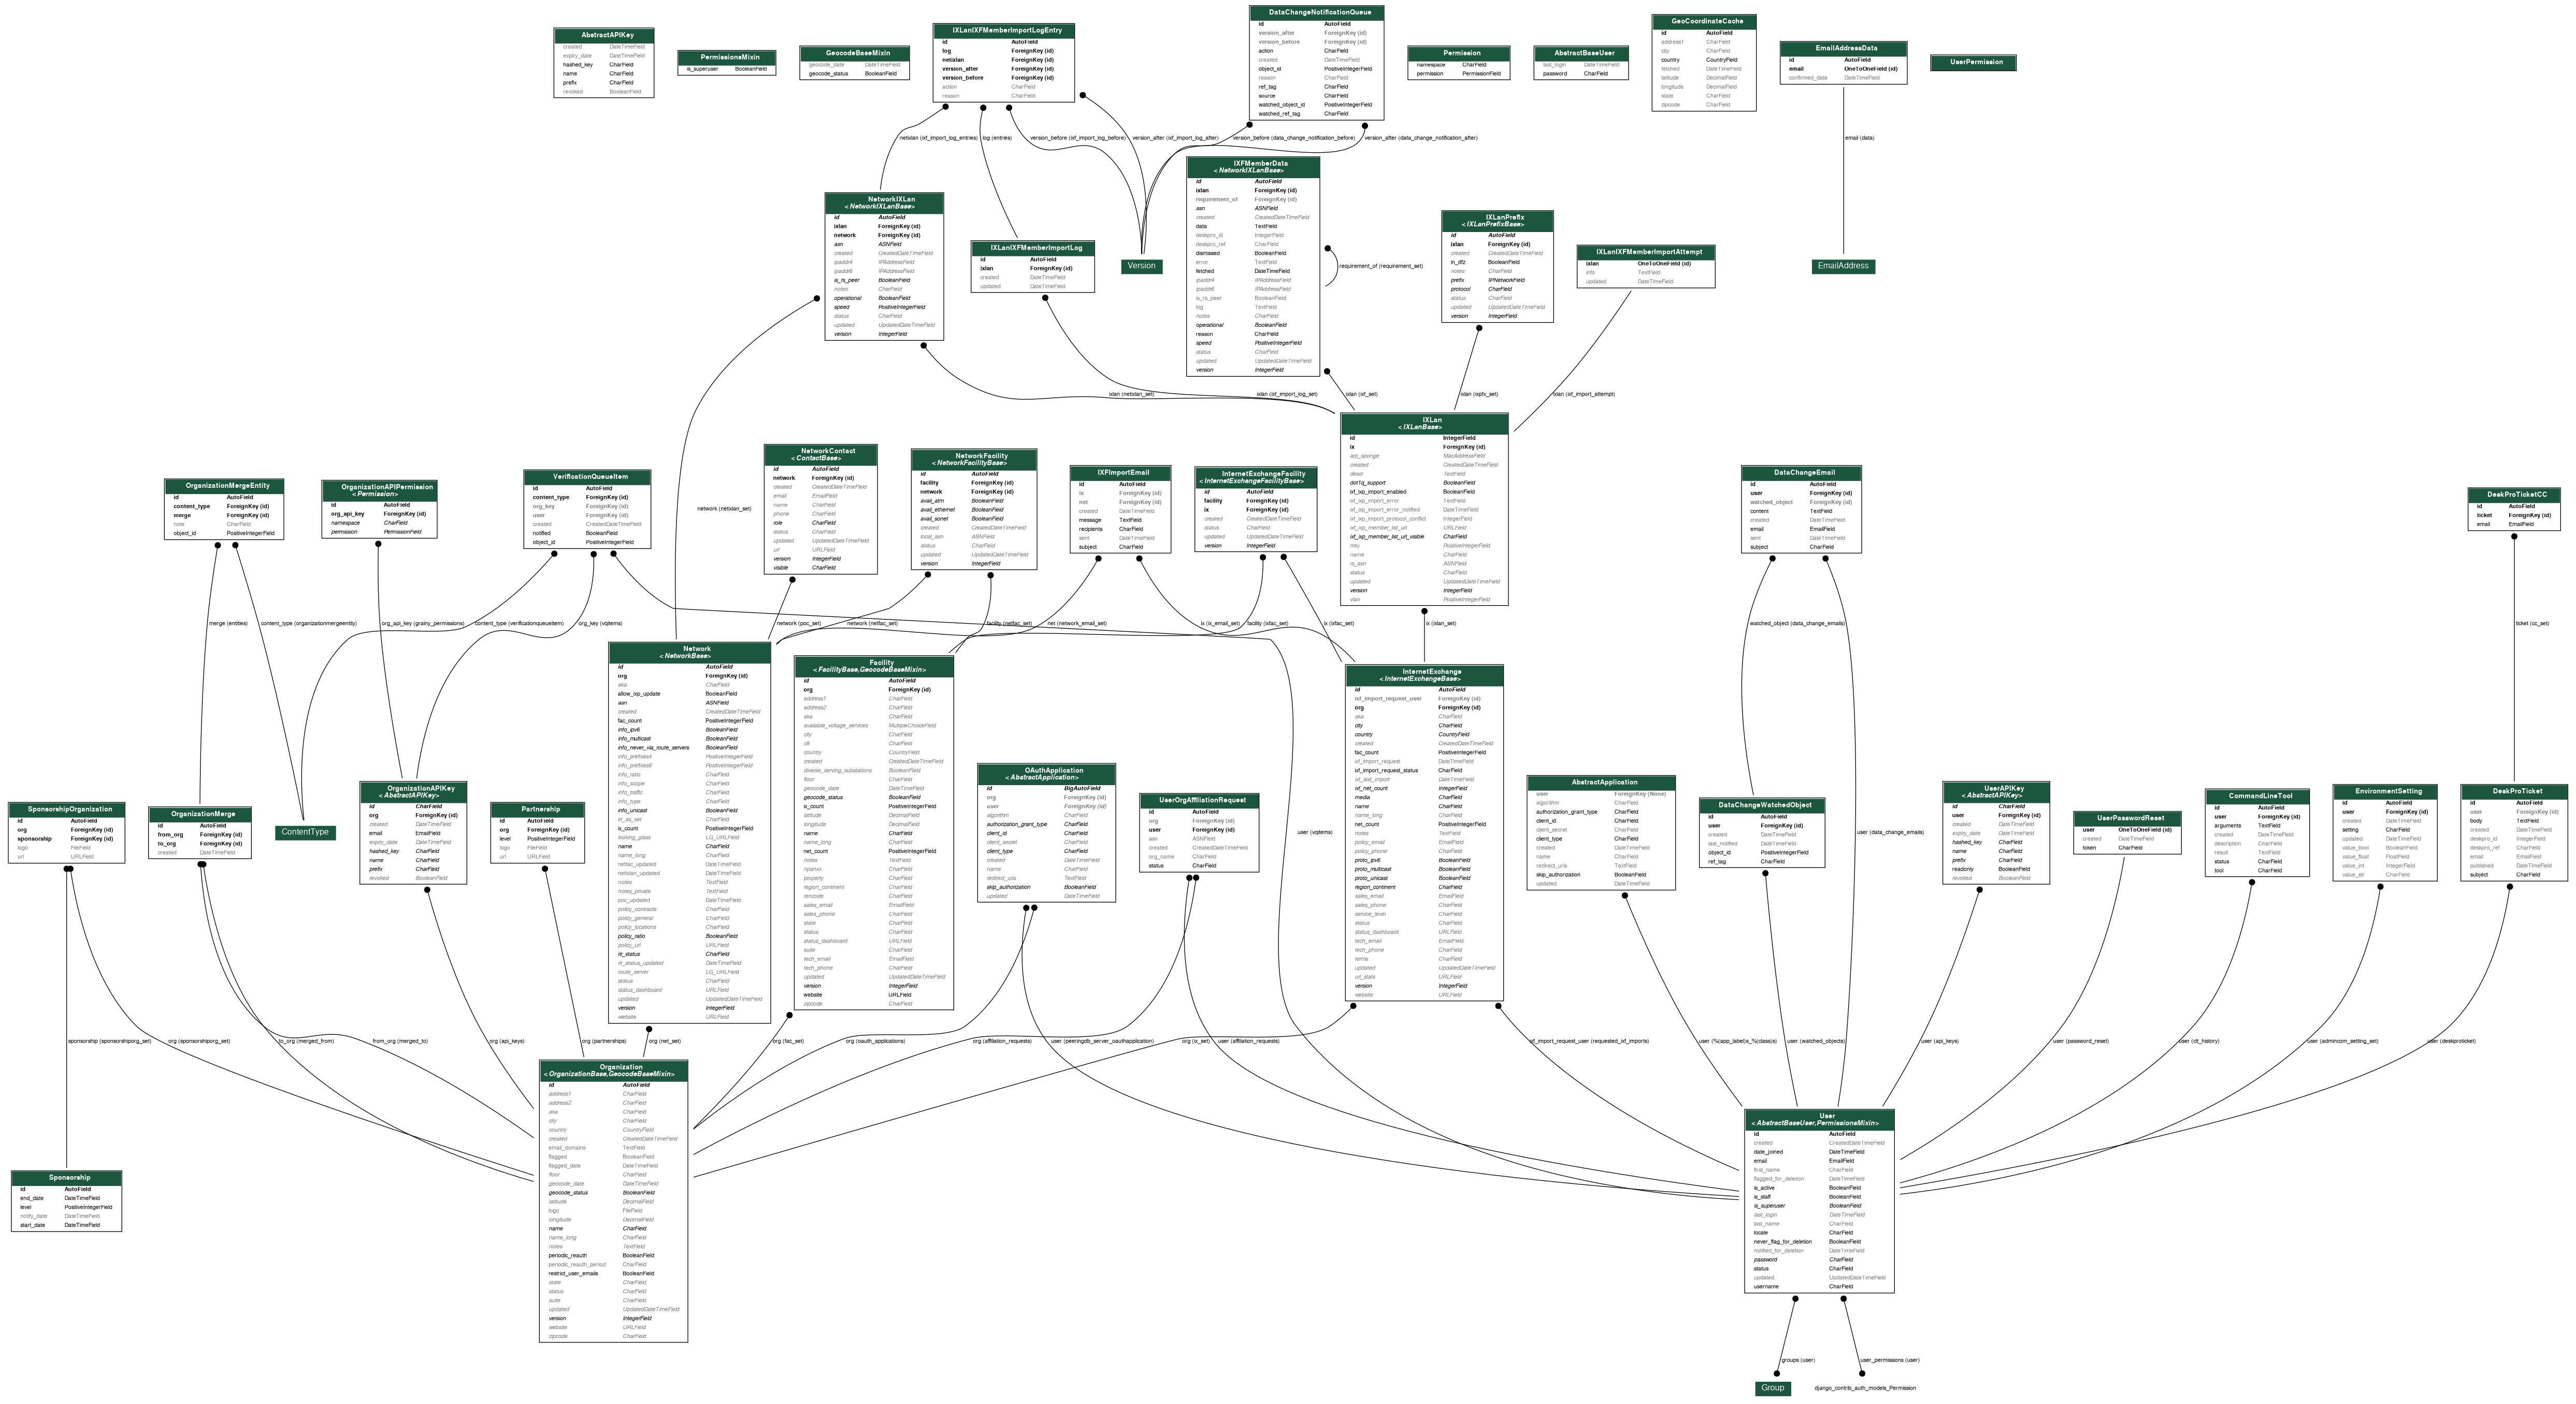 AbstractAPIKey
created DateTimeField
expiry_date DateTimeField
hashed_key CharField
name CharField
prefix CharField
revoked BooleanField
PermissionsMixin
is_superuser BooleanField
GeocodeBaseMixin
geocode_date DateTimeField
geocode_status BooleanField
IXLanIXFMemberImportLogEntry
id AutoField
log ForeignKey (id)
netixlan ForeignKey (id)
version_after ForeignKey (id)
version_before ForeignKey (id)
action CharField
reason CharField
DataChangeNotificationQueue
id AutoField
version_after ForeignKey (id)
version_before ForeignKey (id)
action CharField
created DateTimeField
object_id PositiveIntegerField
reason CharField
ref_tag CharField
source CharField
watched_object_id PositiveIntegerField
watched_ref_tag CharField
Permission
namespace CharField
permission PermissionField
AbstractBaseUser
last_login DateTimeField
password CharField
GeoCoordinateCache
id AutoField
address1 CharField
city CharField
country CountryField
fetched DateTimeField
latitude DecimalField
longitude DecimalField
state CharField
zipcode CharField
EmailAddressData
id AutoField
email OneToOneField (id)
confirmed_date DateTimeField
UserPermission
netixlan (ixf_import_log_entries)
log (entries)
version_before (ixf_import_log_before)
version_after (ixf_import_log_after)
version_before (data_change_notification_before)
version_after (data_change_notification_after)
email (data)
NetworkIXLan
<NetworkIXLanBase>
id AutoField
ixlan ForeignKey (id)
network ForeignKey (id)
asn ASNField
created CreatedDateTimeField
ipaddr4 IPAddressField
ipaddr6 IPAddressField
is_rs_peer BooleanField
notes CharField
operational BooleanField
speed PositiveIntegerField
status CharField
updated UpdatedDateTimeField
version IntegerField
IXLanIXFMemberImportLog
id AutoField
ixlan ForeignKey (id)
created DateTimeField
updated DateTimeField
Version
IXFMemberData
<NetworkIXLanBase>
id AutoField
ixlan ForeignKey (id)
requirement_of ForeignKey (id)
asn ASNField
created CreatedDateTimeField
data TextField
deskpro_id IntegerField
deskpro_ref CharField
dismissed BooleanField
error TextField
fetched DateTimeField
ipaddr4 IPAddressField
ipaddr6 IPAddressField
is_rs_peer BooleanField
log TextField
notes CharField
operational BooleanField
reason CharField
speed PositiveIntegerField
status CharField
updated UpdatedDateTimeField
version IntegerField
requirement_of (requirement_set)
IXLanPrefix
<IXLanPrefixBase>
id AutoField
ixlan ForeignKey (id)
created CreatedDateTimeField
in_dfz BooleanField
notes CharField
prefix IPNetworkField
protocol CharField
status CharField
updated UpdatedDateTimeField
version IntegerField
IXLanIXFMemberImportAttempt
ixlan OneToOneField (id)
info TextField
updated DateTimeField
EmailAddress
ixlan (netixlan_set)
ixlan (ixf_import_log_set)
ixlan (ixf_set)
ixlan (ixpfx_set)
ixlan (ixf_import_attempt)
network (netixlan_set)
OrganizationMergeEntity
id AutoField
content_type ForeignKey (id)
merge ForeignKey (id)
note CharField
object_id PositiveIntegerField
OrganizationAPIPermission
<Permission>
id AutoField
org_api_key ForeignKey (id)
namespace CharField
permission PermissionField
VerificationQueueItem
id AutoField
content_type ForeignKey (id)
org_key ForeignKey (id)
user ForeignKey (id)
created CreatedDateTimeField
notified BooleanField
object_id PositiveIntegerField
NetworkContact
<ContactBase>
id AutoField
network ForeignKey (id)
created CreatedDateTimeField
email EmailField
name CharField
phone CharField
role CharField
status CharField
updated UpdatedDateTimeField
url URLField
version IntegerField
visible CharField
NetworkFacility
<NetworkFacilityBase>
id AutoField
facility ForeignKey (id)
network ForeignKey (id)
avail_atm BooleanField
avail_ethernet BooleanField
avail_sonet BooleanField
created CreatedDateTimeField
local_asn ASNField
status CharField
updated UpdatedDateTimeField
version IntegerField
IXFImportEmail
id AutoField
ix ForeignKey (id)
net ForeignKey (id)
created DateTimeField
message TextField
recipients CharField
sent DateTimeField
subject CharField
InternetExchangeFacility
<InternetExchangeFacilityBase>
id AutoField
facility ForeignKey (id)
ix ForeignKey (id)
created CreatedDateTimeField
status CharField
updated UpdatedDateTimeField
version IntegerField
IXLan
<IXLanBase>
id IntegerField
ix ForeignKey (id)
arp_sponge MacAddressField
created CreatedDateTimeField
descr TextField
dot1q_support BooleanField
ixf_ixp_import_enabled BooleanField
ixf_ixp_import_error TextField
ixf_ixp_import_error_notified DateTimeField
ixf_ixp_import_protocol_conflict IntegerField
ixf_ixp_member_list_url URLField
ixf_ixp_member_list_url_visible CharField
mtu PositiveIntegerField
name CharField
rs_asn ASNField
status CharField
updated UpdatedDateTimeField
version IntegerField
vlan PositiveIntegerField
DataChangeEmail
id AutoField
user ForeignKey (id)
watched_object ForeignKey (id)
content TextField
created DateTimeField
email EmailField
sent DateTimeField
subject CharField
DeskProTicketCC
id AutoField
ticket ForeignKey (id)
email EmailField
merge (entities)
content_type (organizationmergeentity)
org_api_key (grainy_permissions)
content_type (verificationqueueitem)
org_key (vqitems)
network (poc_set)
network (netfac_set)
facility (netfac_set)
net (network_email_set)
ix (ix_email_set)
facility (ixfac_set)
ix (ixfac_set)
ix (ixlan_set)
watched_object (data_change_emails)
ticket (cc_set)
Network
<NetworkBase>
id AutoField
org ForeignKey (id)
aka CharField
allow_ixp_update BooleanField
asn ASNField
created CreatedDateTimeField
fac_count PositiveIntegerField
info_ipv6 BooleanField
info_multicast BooleanField
info_never_via_route_servers BooleanField
info_prefixes4 PositiveIntegerField
info_prefixes6 PositiveIntegerField
info_ratio CharField
info_scope CharField
info_traffic CharField
info_type CharField
info_unicast BooleanField
irr_as_set CharField
ix_count PositiveIntegerField
looking_glass LG_URLField
name CharField
name_long CharField
netfac_updated DateTimeField
netixlan_updated DateTimeField
notes TextField
notes_private TextField
poc_updated DateTimeField
policy_contracts CharField
policy_general CharField
policy_locations CharField
policy_ratio BooleanField
policy_url URLField
rir_status CharField
rir_status_updated DateTimeField
route_server LG_URLField
status CharField
status_dashboard URLField
updated UpdatedDateTimeField
version IntegerField
website URLField
Facility
<FacilityBase,GeocodeBaseMixin>
id AutoField
org ForeignKey (id)
address1 CharField
address2 CharField
aka CharField
available_voltage_services MultipleChoiceField
city CharField
clli CharField
country CountryField
created CreatedDateTimeField
diverse_serving_substations BooleanField
floor CharField
geocode_date DateTimeField
geocode_status BooleanField
ix_count PositiveIntegerField
latitude DecimalField
longitude DecimalField
name CharField
name_long CharField
net_count PositiveIntegerField
notes TextField
npanxx CharField
property CharField
region_continent CharField
rencode CharField
sales_email EmailField
sales_phone CharField
state CharField
status CharField
status_dashboard URLField
suite CharField
tech_email EmailField
tech_phone CharField
updated UpdatedDateTimeField
version IntegerField
website URLField
zipcode CharField
InternetExchange
<InternetExchangeBase>
id AutoField
ixf_import_request_user ForeignKey (id)
org ForeignKey (id)
aka CharField
city CharField
country CountryField
created CreatedDateTimeField
fac_count PositiveIntegerField
ixf_import_request DateTimeField
ixf_import_request_status CharField
ixf_last_import DateTimeField
ixf_net_count IntegerField
media CharField
name CharField
name_long CharField
net_count PositiveIntegerField
notes TextField
policy_email EmailField
policy_phone CharField
proto_ipv6 BooleanField
proto_multicast BooleanField
proto_unicast BooleanField
region_continent CharField
sales_email EmailField
sales_phone CharField
service_level CharField
status CharField
status_dashboard URLField
tech_email EmailField
tech_phone CharField
terms CharField
updated UpdatedDateTimeField
url_stats URLField
version IntegerField
website URLField
SponsorshipOrganization
id AutoField
org ForeignKey (id)
sponsorship ForeignKey (id)
logo FileField
url URLField
OrganizationMerge
id AutoField
from_org ForeignKey (id)
to_org ForeignKey (id)
created DateTimeField
ContentType
OrganizationAPIKey
<AbstractAPIKey>
id CharField
org ForeignKey (id)
created DateTimeField
email EmailField
expiry_date DateTimeField
hashed_key CharField
name CharField
prefix CharField
revoked BooleanField
Partnership
id AutoField
org ForeignKey (id)
level PositiveIntegerField
logo FileField
url URLField
OAuthApplication
<AbstractApplication>
id BigAutoField
org ForeignKey (id)
user ForeignKey (id)
algorithm CharField
authorization_grant_type CharField
client_id CharField
client_secret CharField
client_type CharField
created DateTimeField
name CharField
redirect_uris TextField
skip_authorization BooleanField
updated DateTimeField
UserOrgAffiliationRequest
id AutoField
org ForeignKey (id)
user ForeignKey (id)
asn ASNField
created CreatedDateTimeField
org_name CharField
status CharField
user (vqitems)
AbstractApplication
user ForeignKey (None)
algorithm CharField
authorization_grant_type CharField
client_id CharField
client_secret CharField
client_type CharField
created DateTimeField
name CharField
redirect_uris TextField
skip_authorization BooleanField
updated DateTimeField
DataChangeWatchedObject
id AutoField
user ForeignKey (id)
created DateTimeField
last_notified DateTimeField
object_id PositiveIntegerField
ref_tag CharField
user (data_change_emails)
UserAPIKey
<AbstractAPIKey>
id CharField
user ForeignKey (id)
created DateTimeField
expiry_date DateTimeField
hashed_key CharField
name CharField
prefix CharField
readonly BooleanField
revoked BooleanField
UserPasswordReset
user OneToOneField (id)
created DateTimeField
token CharField
CommandLineTool
id AutoField
user ForeignKey (id)
arguments TextField
created DateTimeField
description CharField
result TextField
status CharField
tool CharField
EnvironmentSetting
id AutoField
user ForeignKey (id)
created DateTimeField
setting CharField
updated DateTimeField
value_bool BooleanField
value_float FloatField
value_int IntegerField
value_str CharField
DeskProTicket
id AutoField
user ForeignKey (id)
body TextField
created DateTimeField
deskpro_id IntegerField
deskpro_ref CharField
email EmailField
published DateTimeField
subject CharField
sponsorship (sponsorshiporg_set)
org (sponsorshiporg_set)
to_org (merged_from)
from_org (merged_to)
org (api_keys)
org (partnerships)
org (net_set)
org (fac_set)
org (oauth_applications)
org (affiliation_requests)
user (peeringdb_server_oauthapplication)
org (ix_set)
user (affiliation_requests)
ixf_import_request_user (requested_ixf_imports)
user (%(app_label)s_%(class)s)
user (watched_objects)
user (api_keys)
user (password_reset)
user (clt_history)
user (admincom_setting_set)
user (deskproticket)
Sponsorship
id AutoField
end_date DateTimeField
level PositiveIntegerField
notify_date DateTimeField
start_date DateTimeField
Organization
<OrganizationBase,GeocodeBaseMixin>
id AutoField
address1 CharField
address2 CharField
aka CharField
city CharField
country CountryField
created CreatedDateTimeField
email_domains TextField
flagged BooleanField
flagged_date DateTimeField
floor CharField
geocode_date DateTimeField
geocode_status BooleanField
latitude DecimalField
logo FileField
longitude DecimalField
name CharField
name_long CharField
notes TextField
periodic_reauth BooleanField
periodic_reauth_period CharField
restrict_user_emails BooleanField
state CharField
status CharField
suite CharField
updated UpdatedDateTimeField
version IntegerField
website URLField
zipcode CharField
User
<AbstractBaseUser,PermissionsMixin>
id AutoField
created CreatedDateTimeField
date_joined DateTimeField
email EmailField
first_name CharField
flagged_for_deletion DateTimeField
is_active BooleanField
is_staff BooleanField
is_superuser BooleanField
last_login DateTimeField
last_name CharField
locale CharField
never_flag_for_deletion BooleanField
notified_for_deletion DateTimeField
password CharField
status CharField
updated UpdatedDateTimeField
username CharField
groups (user)
user_permissions (user)
Group
django_contrib_auth_models_Permission